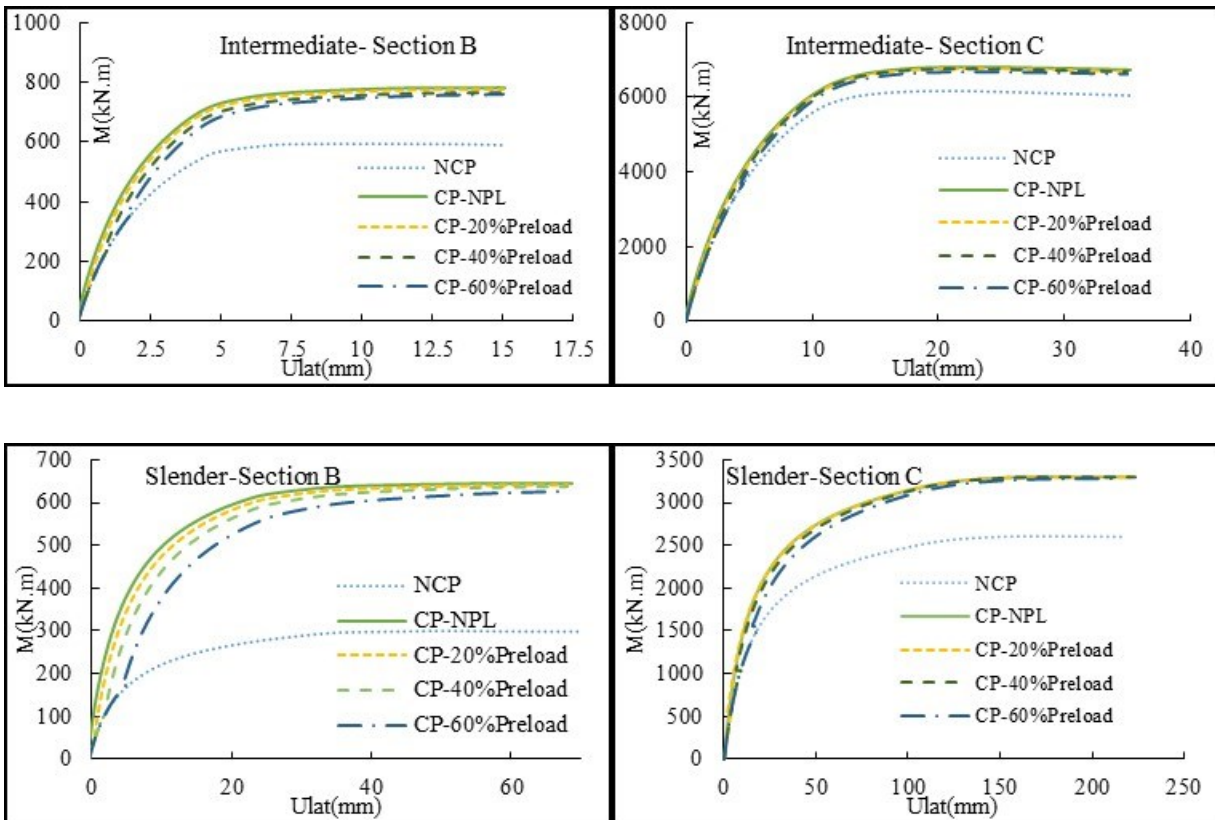 Intermediate- Section B
M(kN.m)
1000
800
600
400
200
0
NCP
CP-NPL
CP-20%Preload
CP-40%Preload
CP-60%Preload
0 2.5 5 7.5 10 12.5 15 17.5
Ulat(mm)
Intermediate- Section C
M(kN.m)
8000
6000
4000
2000
0
NCP
CP-NPL
CP-20%Preload
CP-40%Preload
CP-60%Preload
0 10 20 30 40
Ulat(mm)
Slender-Section B
M(kN.m)
700
600
500
400
300
200
100
0
NCP
CP-NPL
CP-20%Preload
CP-40%Preload
CP-60%Preload
0 20 40 60
Ulat(mm)
Slender-Section C
M(kN.m)
3500
3000
2500
2000
1500
1000
500
0
NCP
CP-NPL
CP-20%Preload
CP-40%Preload
CP-60%Preload
0 50 100 150 200 250
Ulat(mm)